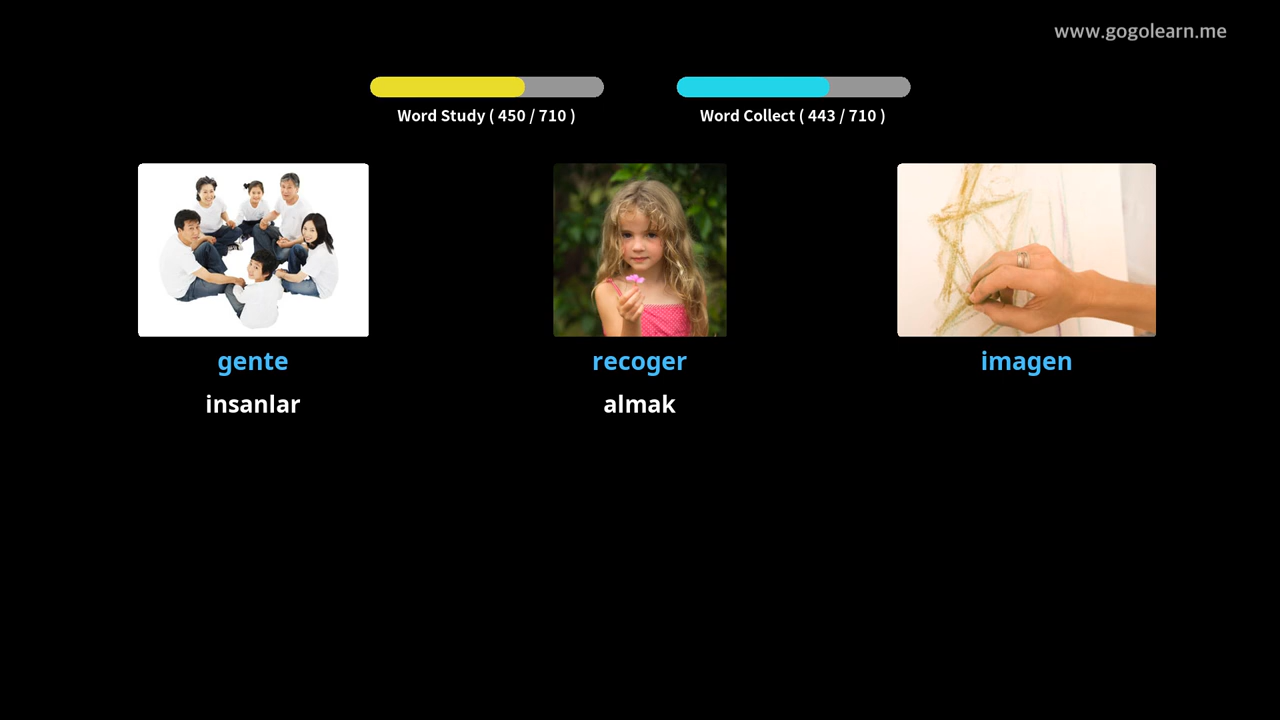 www.gogolearn.me
Word Study ( 450 / 710 )
Word Collect ( 443 / 710 )
gente
recoger
imagen
insanlar
almak